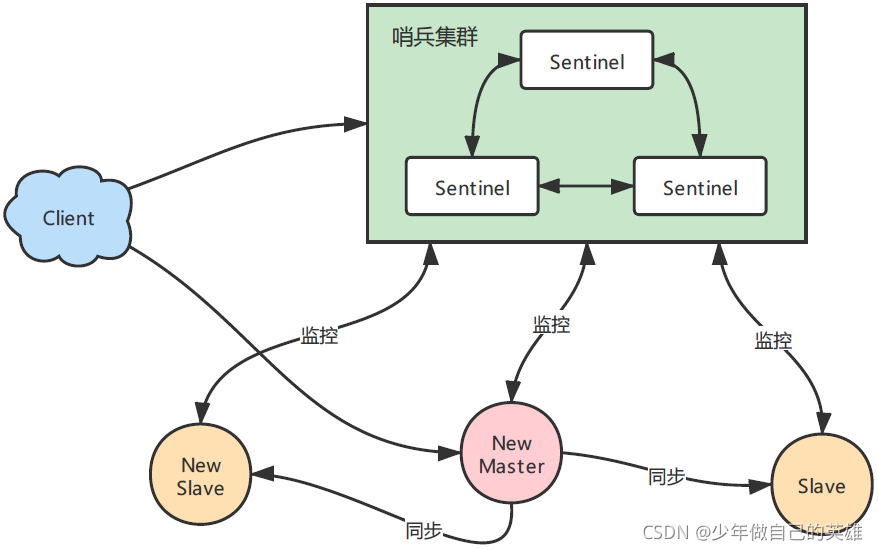 哨兵集群
Sentinel
Sentinel
Sentinel
Client
监控
监控
监控
New
Slave
New
Master
同步
Slave
同步
CSDN @少年做自己的英雄